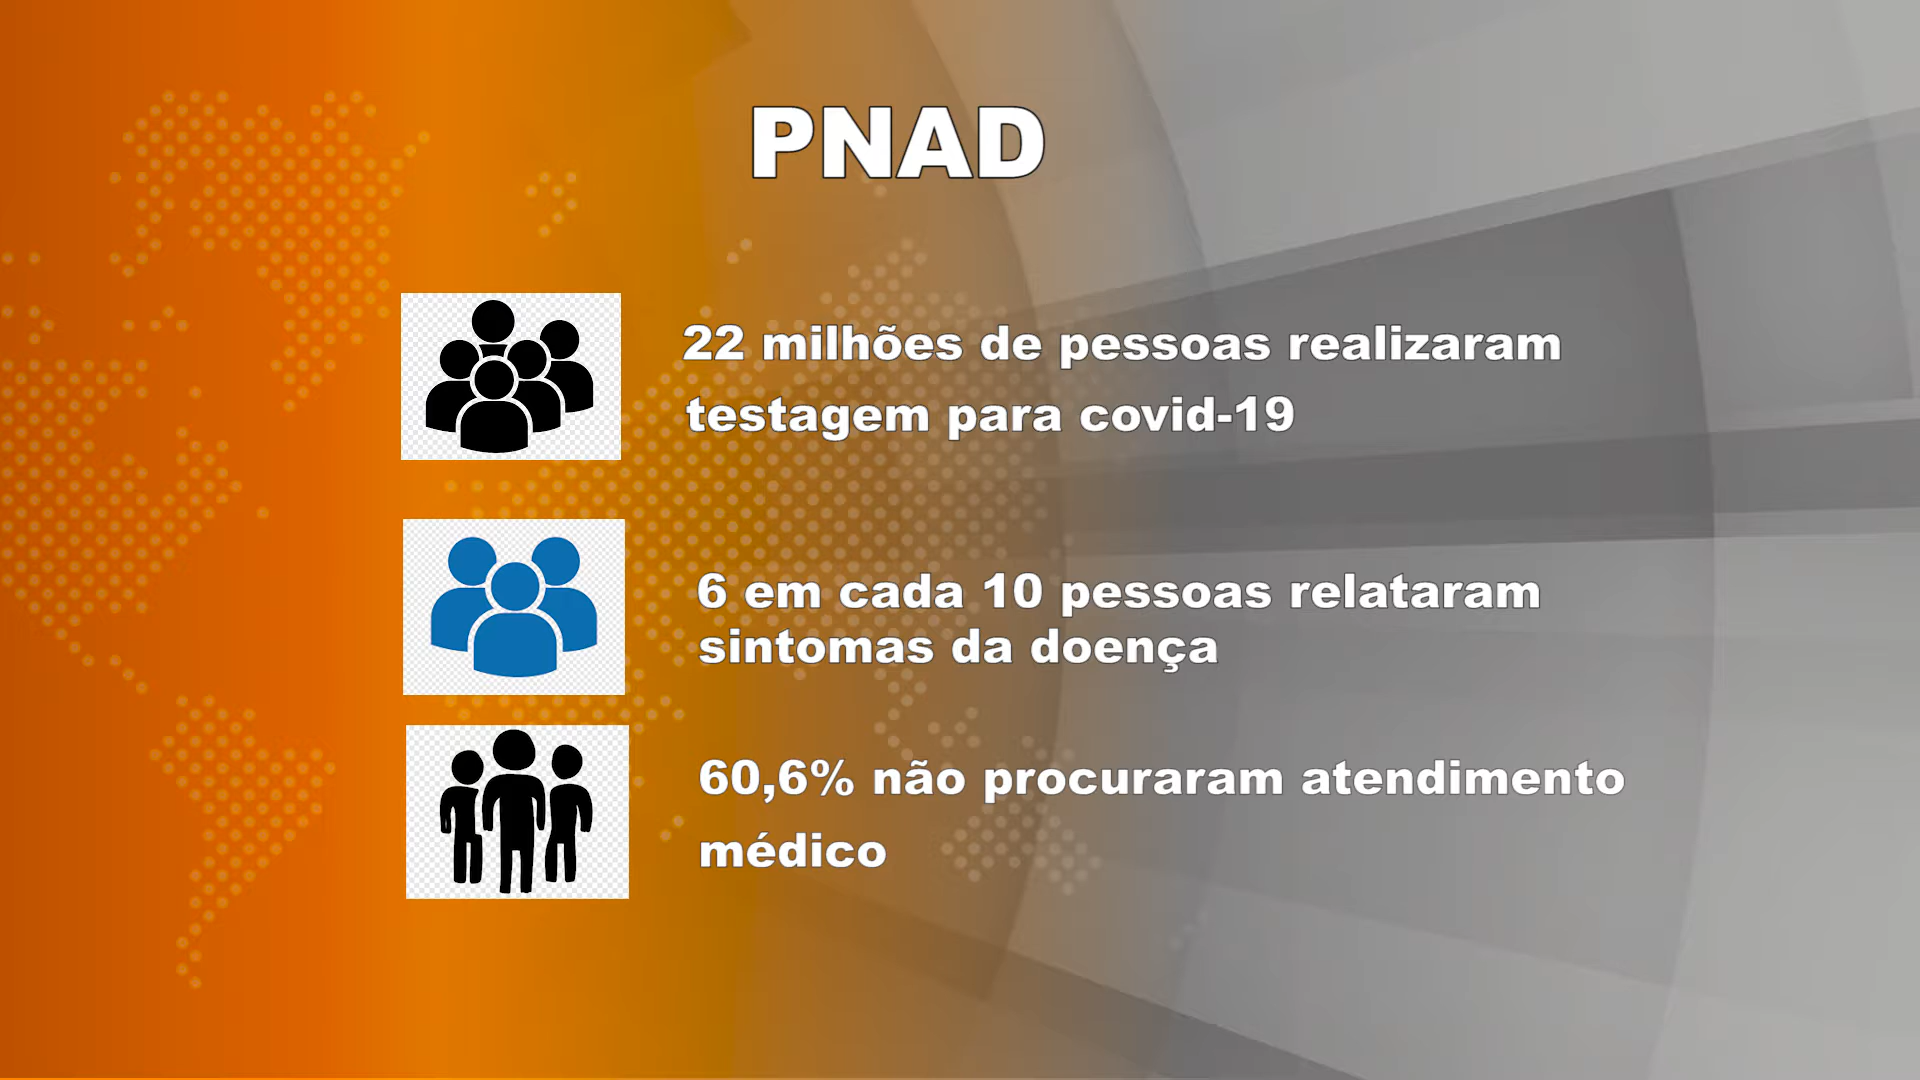 PNAD
22 milhões de pessoas realizaram
testagem para covid-19
6 em cada 10 pessoas relataram
sintomas da doença
60,6% não procuraram atendimento
médico